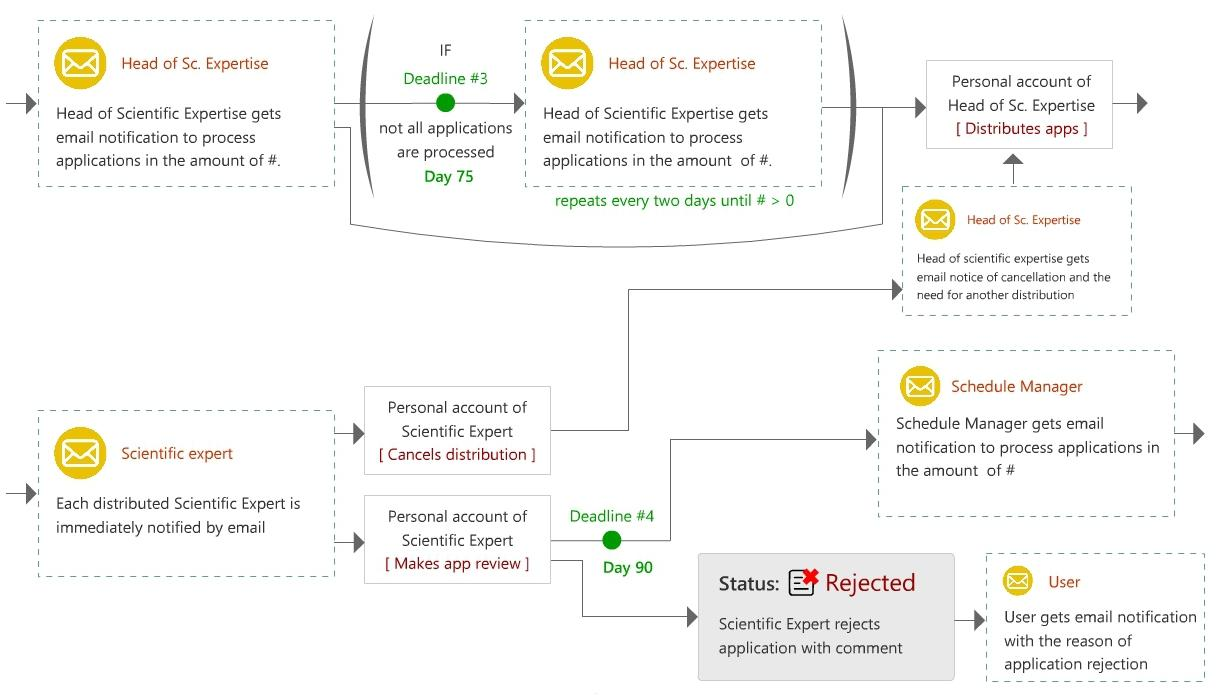 Head of Sc. Expertise
Head of Scientific Expertise gets
email notification to process
applications in the amount of #.
IF
Deadline #3
not all applications
are processed
Day 75
Head of Sc. Expertise
Head of Scientific Expertise gets
email notification to process
applications in the amount  of #.
repeats every two days until # > 0
Personal account of
Head of Sc. Expertise
[ Distributes apps ]
Head of Sc. Expertise
Head of scientific expertise gets
email notice of cancellation and the
need for another distribution
Scientific expert
Each distributed Scientific Expert is
immediately notified by email
Personal account of
Scientific Expert
[ Cancels distribution ]
Personal account of
Scientific Expert
[ Makes app review ]
Deadline #4
Day 90
Schedule Manager
Schedule Manager gets email
notification to process applications in
the amount  of #
Status: Rejected
Scientific Expert rejects
application with comment
User
User gets email notification
with the reason of
application rejection